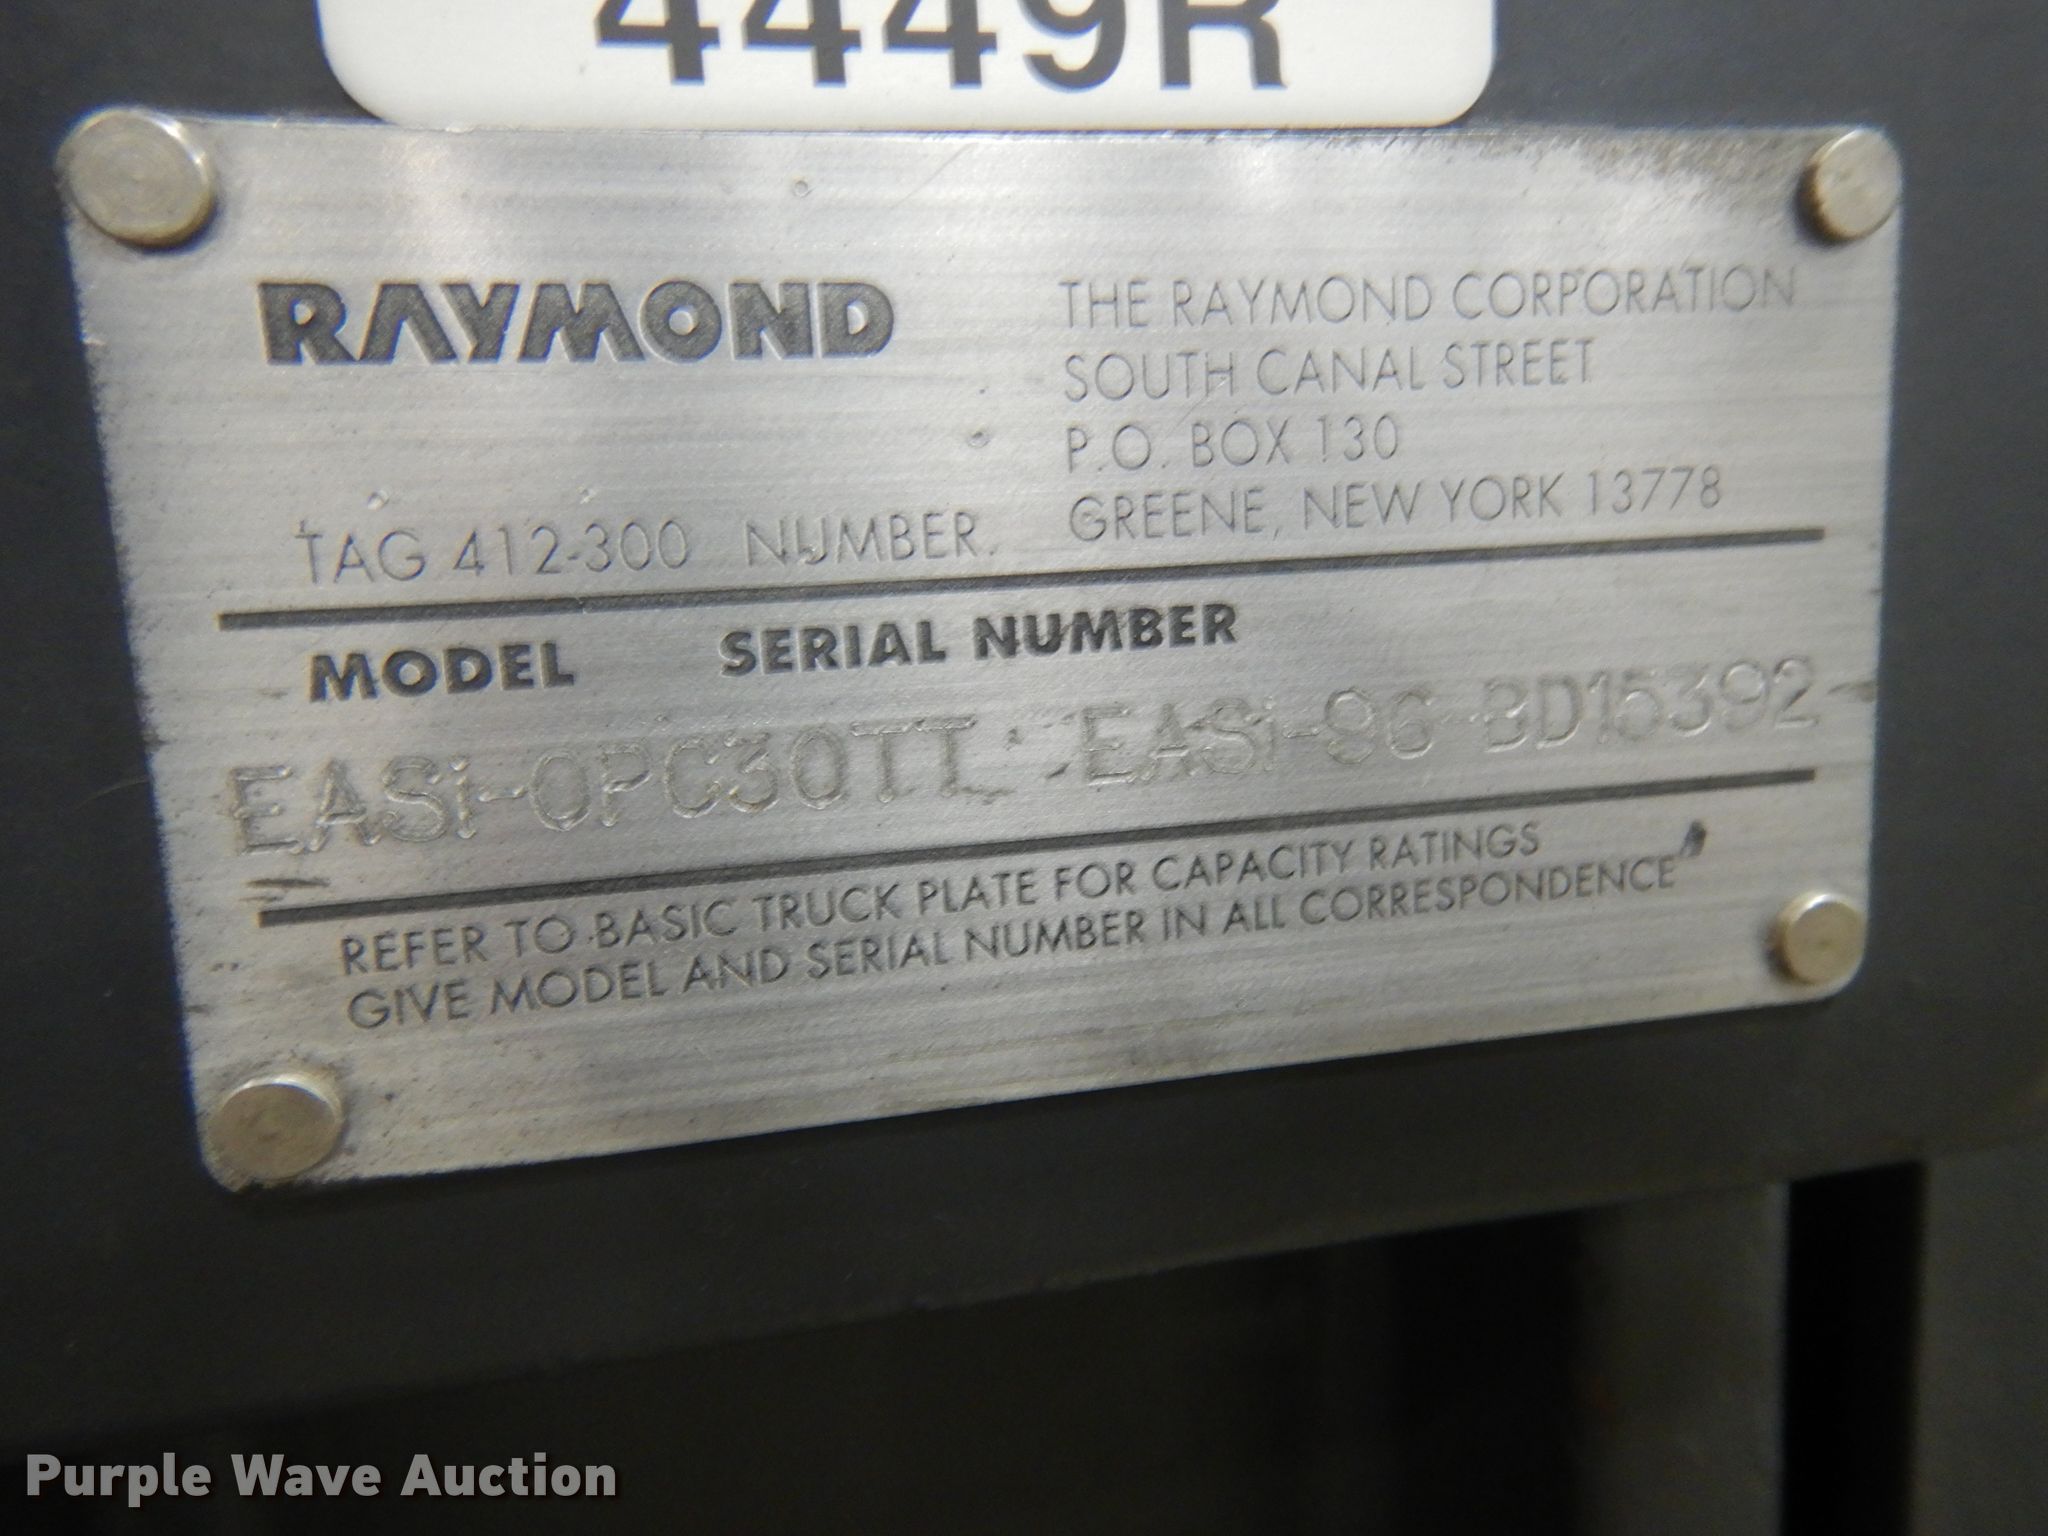 4449R
RAYMOND
THE RAYMOND CORPORATION
SOUTH CANAL STREET
P.O. BOX 130
GREENE, NEW YORK 13778
TAG 412-300 NUMBER.
MODEL SERIAL NUMBER
EASi-OPC30TT EASi-96-BD15392
REFER TO BASIC TRUCK PLATE FOR CAPACITY RATINGS
GIVE MODEL AND SERIAL NUMBER IN ALL CORRESPONDENCE
Purple Wave Auction